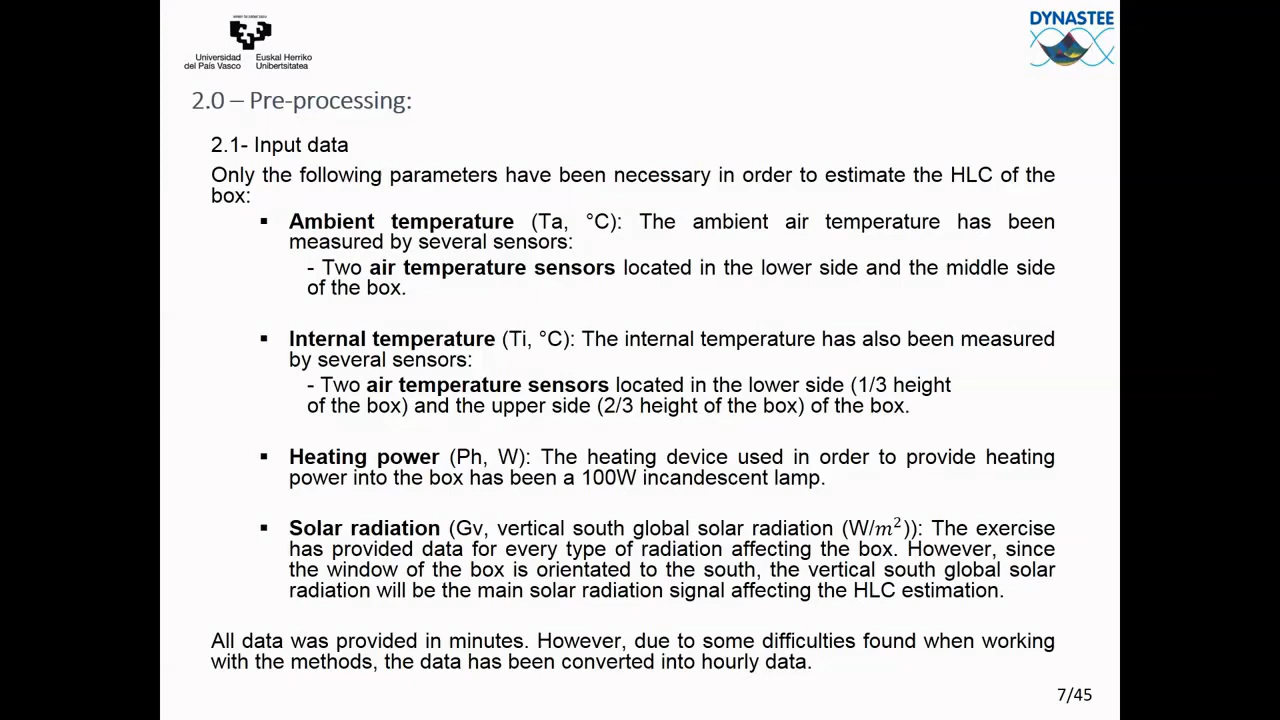 Universidad
del País Vasco
Euskal Herriko
Unibertsitatea
DYNASTEE
2.0 – Pre-processing:
2.1- Input data
Only the following parameters have been necessary in order to estimate the HLC of the
box:
▪ Ambient temperature (Ta, °C): The ambient air temperature has been
measured by several sensors:
- Two air temperature sensors located in the lower side and the middle side
of the box.
▪ Internal temperature (Ti, °C): The internal temperature has also been measured
by several sensors:
- Two air temperature sensors located in the lower side (1/3 height
of the box) and the upper side (2/3 height of the box) of the box.
▪ Heating power (Ph, W): The heating device used in order to provide heating
power into the box has been a 100W incandescent lamp.
▪ Solar radiation (Gv, vertical south global solar radiation (W/m²)): The exercise
has provided data for every type of radiation affecting the box. However, since
the window of the box is orientated to the south, the vertical south global solar
radiation will be the main solar radiation signal affecting the HLC estimation.
All data was provided in minutes. However, due to some difficulties found when working
with the methods, the data has been converted into hourly data.
7/45